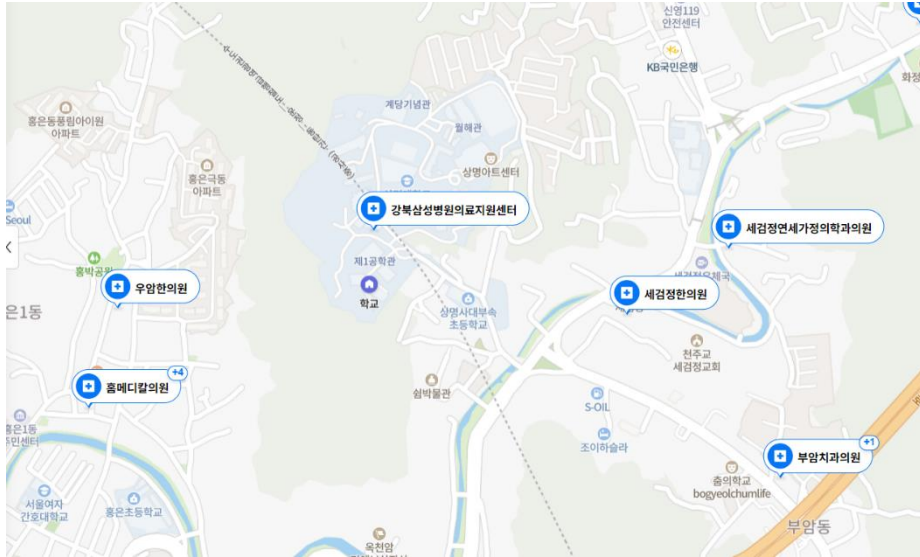 신영119
안전센터
KB국민은행
화정
홍은동풍림아이원
아파트
계당기념관
월해관
상명아트센터
홍은극동
아파트
강북삼성병원의료지원센터
Seoul
세검정연세가정의학과의원
홍박공원
제1공학관
학교
우암한의원
세검정한의원
은1동
상명사대부속
초등학교
천주교
세검정교회
홈메디칼의원
+4
쉼박물관
S-OIL
홍은1동
주민센터
조이하슬라
+1
부암치과의원
춤의학교
bogyeolchumlife
서울여자
간호대학교
홍은초등학교
부암동
옥천암